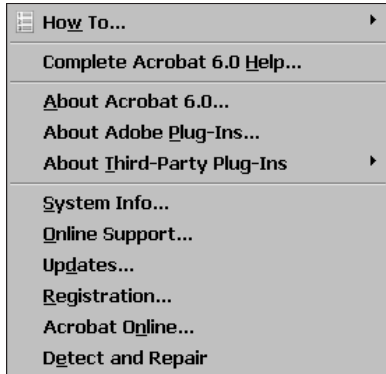 How To...
Complete Acrobat 6.0 Help...
About Acrobat 6.0...
About Adobe Plug-Ins...
About Third-Party Plug-Ins
System Info...
Online Support...
Updates...
Registration...
Acrobat Online...
Detect and Repair